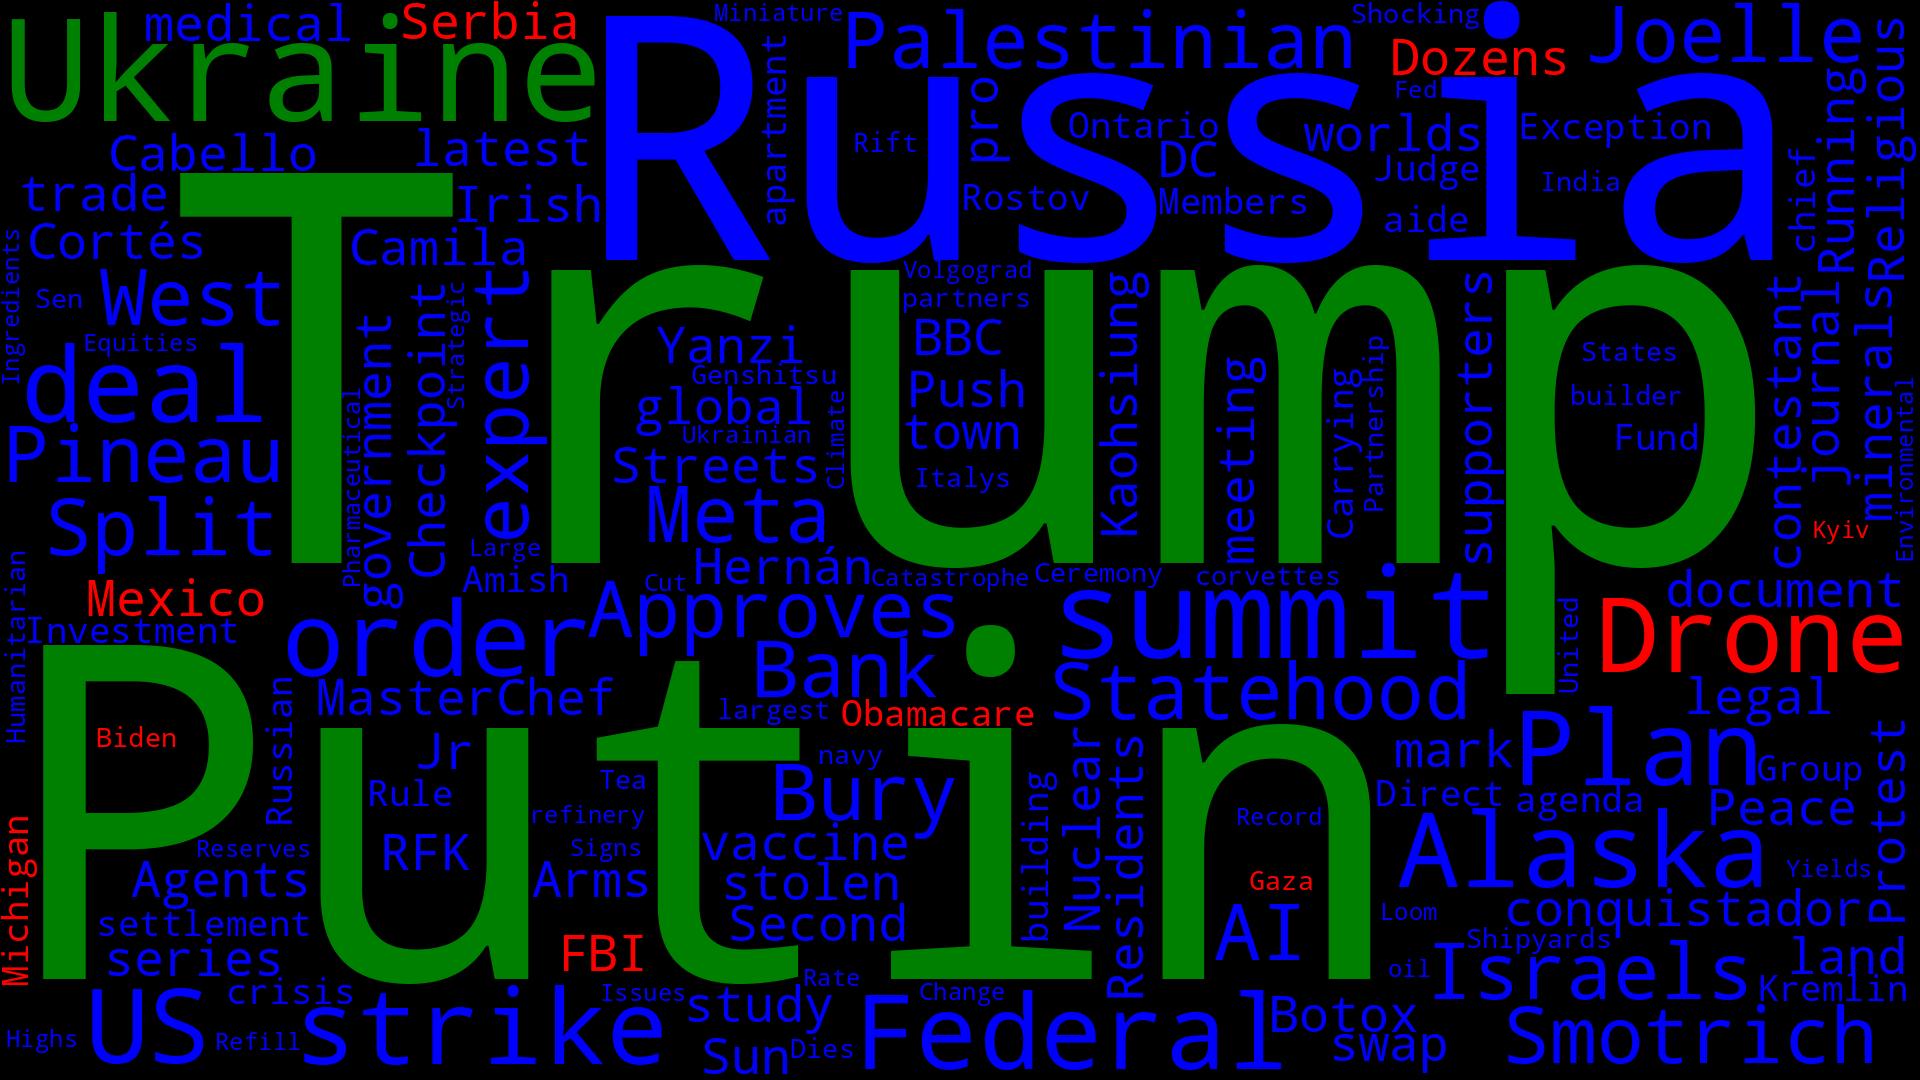 Ukraine
medical
Serbia
Russia
Miniature
Palestinian
Shocking
Dozens
Joelle
Religious
apartment
pro
Fed
Running
Cabello
latest
Rift
Ontario
worlds
Exception
DC
Judge
chief
trade
Trump
Irish
Rostov
Members
aide
India
Cortés
Camila
Ingredients
Sen
West
expert
Checkpoint
Strategic
government
Volgograd
partners
Kaohsiung
supporters
contestant
journal
minerals
Equities
deal
Yanzi
BBC
Genshitsu
global
Push
Climate
Ukrainian
town
Streets
Italys
meeting
Carrying
Partnership
States
builder
Fund
Environmental
Pineau
Pharmaceutical
Split
Meta
Kyiv
Large
Amish
Cut
Hernán
Catastrophe
Ceremony
corvettes
document
Humanitarian
Mexico
Investment
order
Approves
summit
United
Drone
Putin
Russian
MasterChef
Bank
largest
Obamacare
Statehood
legal
Biden
Jr
Rule
RFK
Tea
refinery
Signs
navy
Bury
mark
Plan
Group
Direct
agenda
Peace
Protest
Michigan
Reserves
Agents
settlement
series
Arms
vaccine
stolen
Second
building
Nuclear
Residents
Record
Gaza
AI
Alaska
Yields
Loom
conquistador
Shipyards
FBI
oil
Israels
land
Kremlin
crisis
Issues
Rate
Change
Highs
US
Refill
strike
study
Sun
Dies
Federal
Botox
swap
Smotrich